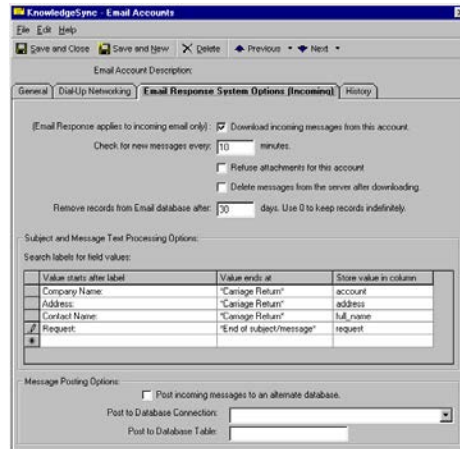 KnowledgeSync - Email Accounts
File Edit Help
Save and Close Save and New Delete Previous Next
Email Account Description:
General Dial-Up Networking Email Response System Options (Incoming) History
(Email Response applies to incoming email only): Download incoming messages from this account.
Check for new messages every: 10 minutes.
Refuse attachments for this account
Delete messages from the server after downloading.
Remove records from Email database after: 30 days. Use 0 to keep records indefinitely.
Subject and Message Text Processing Options:
Search labels for field values:
Value starts after label Value ends at Store value in column
Company Name: "Carriage Return" account
Address: "Carriage Return" address
Contact Name: "Carriage Return" full_name
Request: "End of subject/message" request
Message Posting Options:
Post incoming messages to an alternate database.
Post to Database Connection:
Post to Database Table: